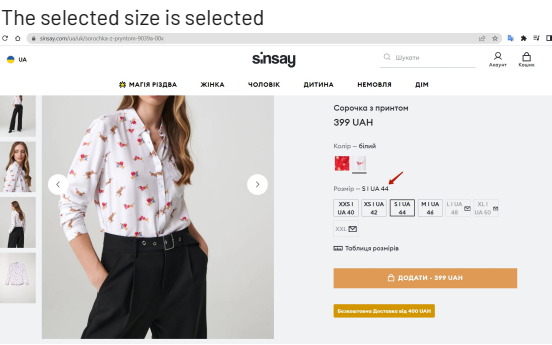 The selected size is selected
sinsay.com/ua/uk/sorochka-z-pryntom-9839w-00x
UA
sinsay
Шукати
Акаунт
Кошик
МАГІЯ РІЗДВА ЖІНКА ЧОЛОВІК ДИТИНА НЕМОВЛЯ ДІМ
Сорочка з принтом
399 UAH
Колір – білий
Розмір – S I UA 44
XXS I UA 40
XS I UA 42
S I UA 44
M I UA 46
L I UA 48
XL I UA 50
XXL
Таблиця розмірів
ДОДАТИ - 399 UAH
Безкоштовна Доставка від 400 UAH